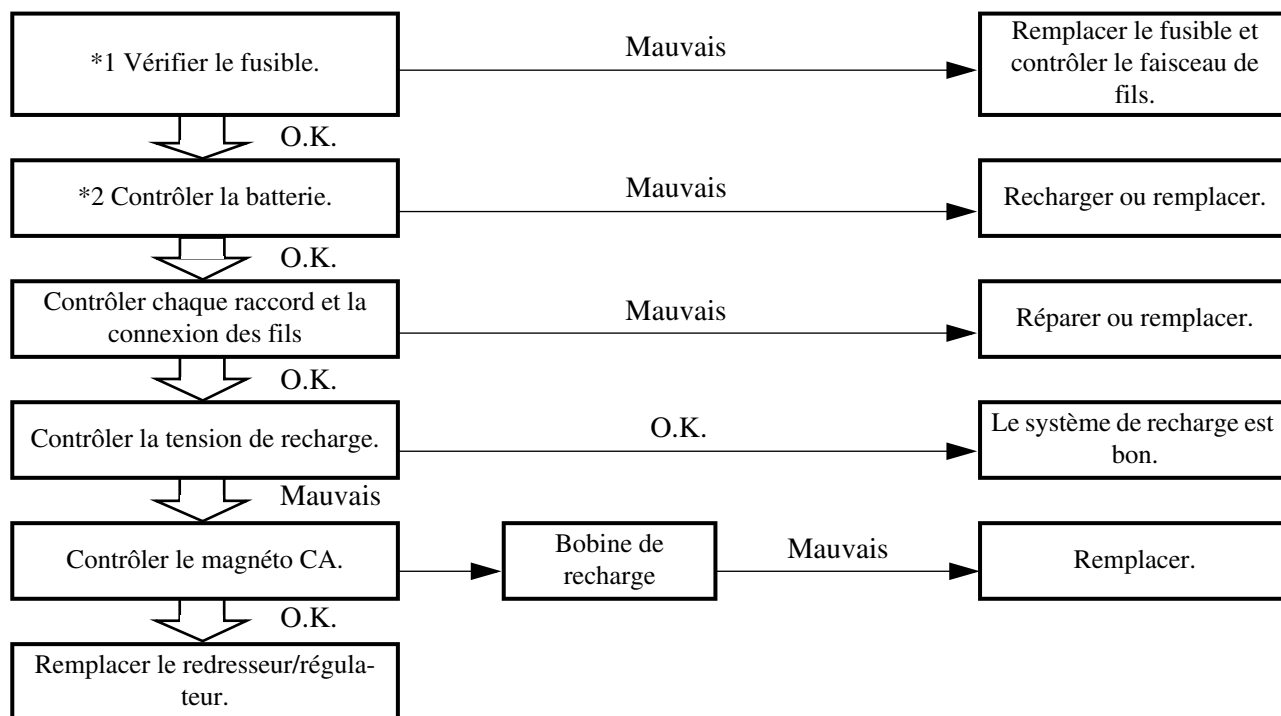 *1 Vérifier le fusible.
Mauvais
Remplacer le fusible et
contrôler le faisceau de
fils.
O.K.
*2 Contrôler la batterie.
Mauvais
Recharger ou remplacer.
O.K.
Contrôler chaque raccord et la
connexion des fils
Mauvais
Réparer ou remplacer.
O.K.
Contrôler la tension de recharge.
O.K.
Le système de recharge est
bon.
Mauvais
Contrôler le magnéto CA.
Bobine de
recharge
Mauvais
Remplacer.
O.K.
Remplacer le redresseur/régula-
teur.